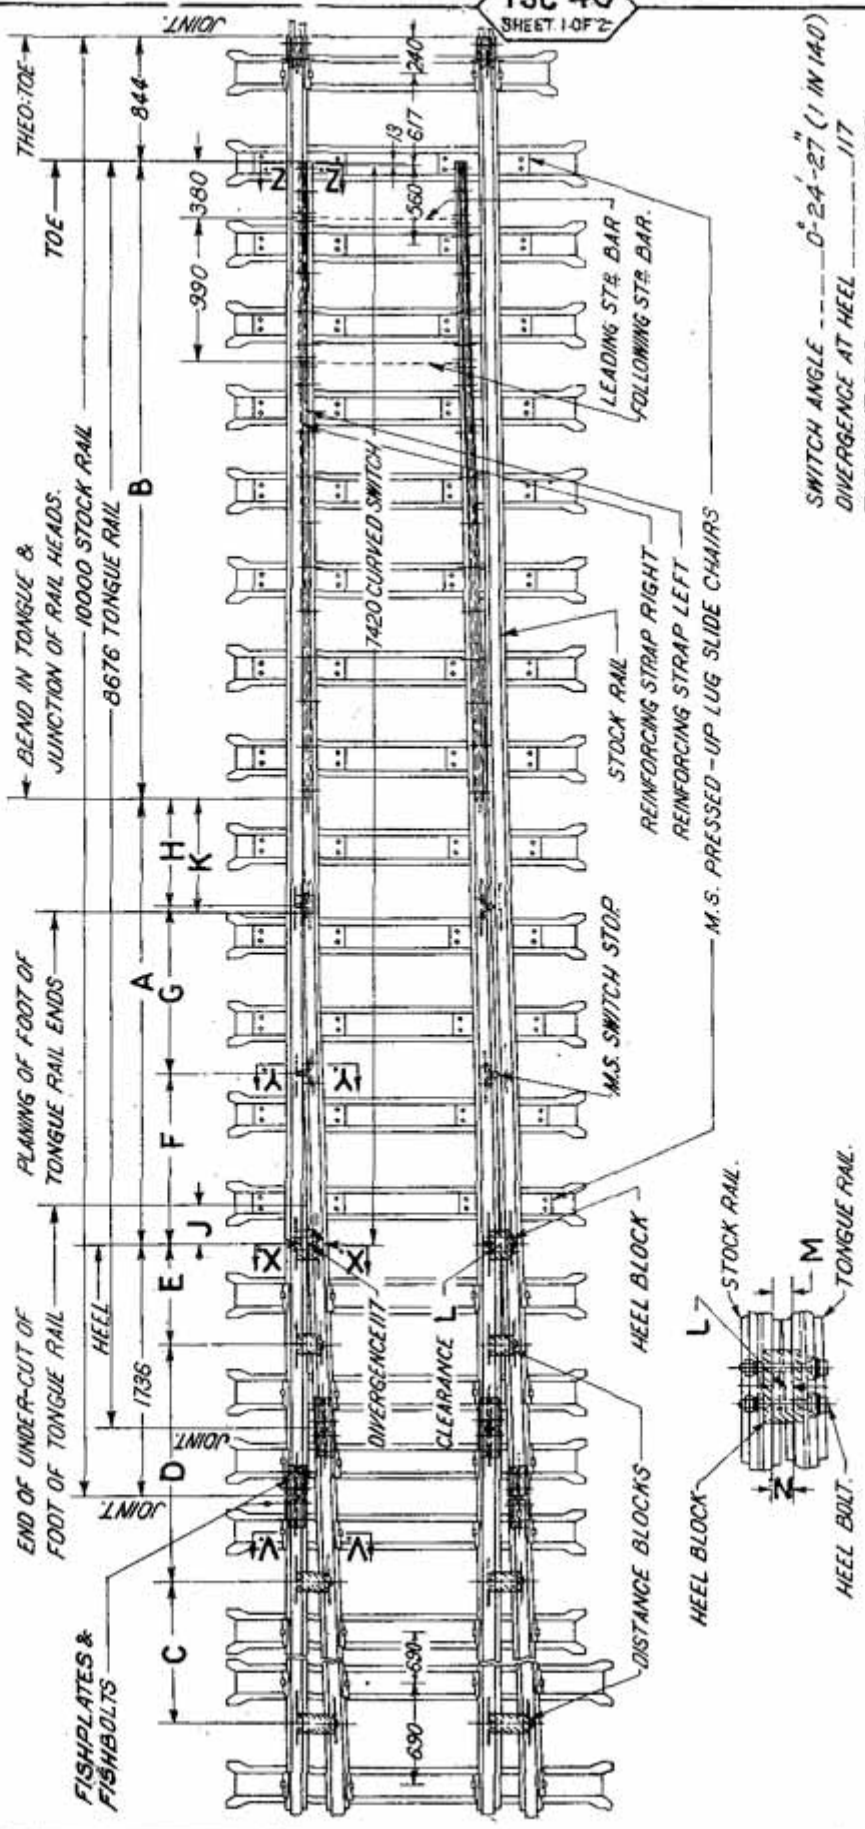 SHEET. 1 OF 2
JOINT.
THEO: TOE
844
240
TOE
380
13
617
990
560
Z Z
LEADING STR. BAR
FOLLOWING STR. BAR.
BEND IN TONGUE &
JUNCTION OF RAIL HEADS.
10000 STOCK RAIL
8676 TONGUE RAIL
B
7420 CURVED SWITCH
STOCK RAIL
REINFORCING STRAP RIGHT
REINFORCING STRAP LEFT
M.S. PRESSED-UP LUG SLIDE CHAIRS
H
K
PLANING OF FOOT OF
TONGUE RAIL ENDS
A
G
Y Y
M.S. SWITCH STOP
F
J
END OF UNDER-CUT OF
FOOT OF TONGUE RAIL
HEEL
1736
E
X X
DIVERGENCE 117
CLEARANCE L
HEEL BLOCK
D
JOINT
JOINT.
V V
FISHPLATES &
FISHBOLTS
C
690
690
DISTANCE BLOCKS
SWITCH ANGLE ---- 0°-24'-27" (1 IN 140)
DIVERGENCE AT HEEL ---- 117
STOCK RAIL.
L
M
TONGUE RAIL.
HEEL BLOCK
N
HEEL BOLT.